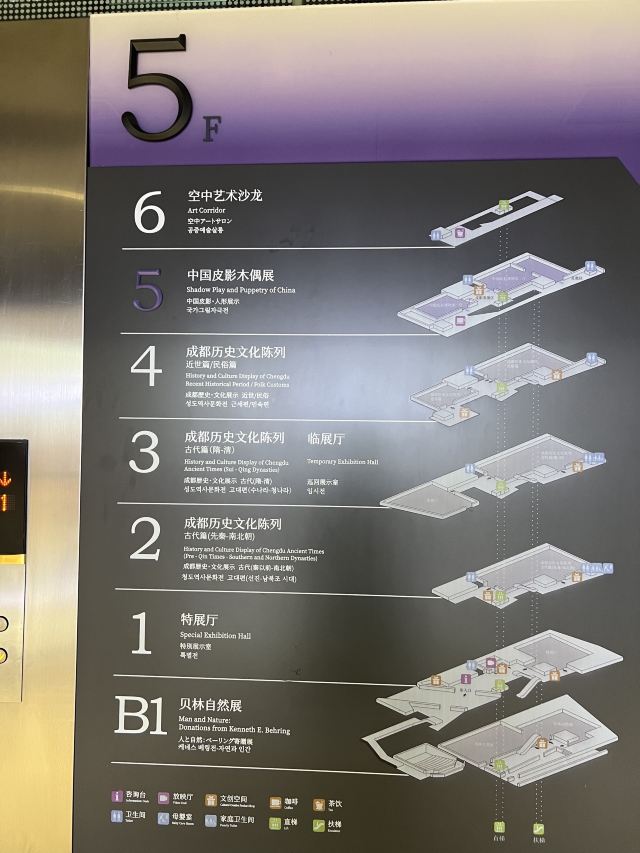 5F
6 空中艺术沙龙
Art Corridor
空中アートサロン
공중예술살롱
5 中国皮影木偶展
Shadow Play and Puppetry of China
中国皮影·人形展示
국가그림자극전
4 成都历史文化陈列
近世篇/民俗篇
History and Culture Display of Chengdu
Recent Historical Period / Folk Customs
成都歴史·文化展示 近世/民俗
성도역사문화전 근세편/민속편
3 成都历史文化陈列
古代篇(隋-清)
History and Culture Display of Chengdu
Ancient Times (Sui - Qing Dynasties)
成都歴史·文化展示 古代(隋-清)
성도역사문화전 고대편(수나라-청나라)
临展厅
Temporary Exhibition Hall
巡回展示室
임시전
2 成都历史文化陈列
古代篇(先秦-南北朝)
History and Culture Display of Chengdu Ancient Times
(Pre - Qin Times - Southern and Northern Dynasties)
成都歴史·文化展示 古代(秦以前-南北朝)
청도역사문화전 고대편(선진-남북조 시대)
1 特展厅
Special Exhibition Hall
特別展示室
특별전
B1 贝林自然展
Man and Nature:
Donations from Kenneth E. Behring
人と自然:ベーリング寄贈展
케네스 베링전-자연과 인간
咨询台
Information Desk
放映厅
文创空间
咖啡
Coffee
茶饮
Tea
卫生间
Toilet
母婴室
Baby Care Room
家庭卫生间
Family Toilet
直梯
Lift
扶梯
Escalator
直梯
扶梯
1